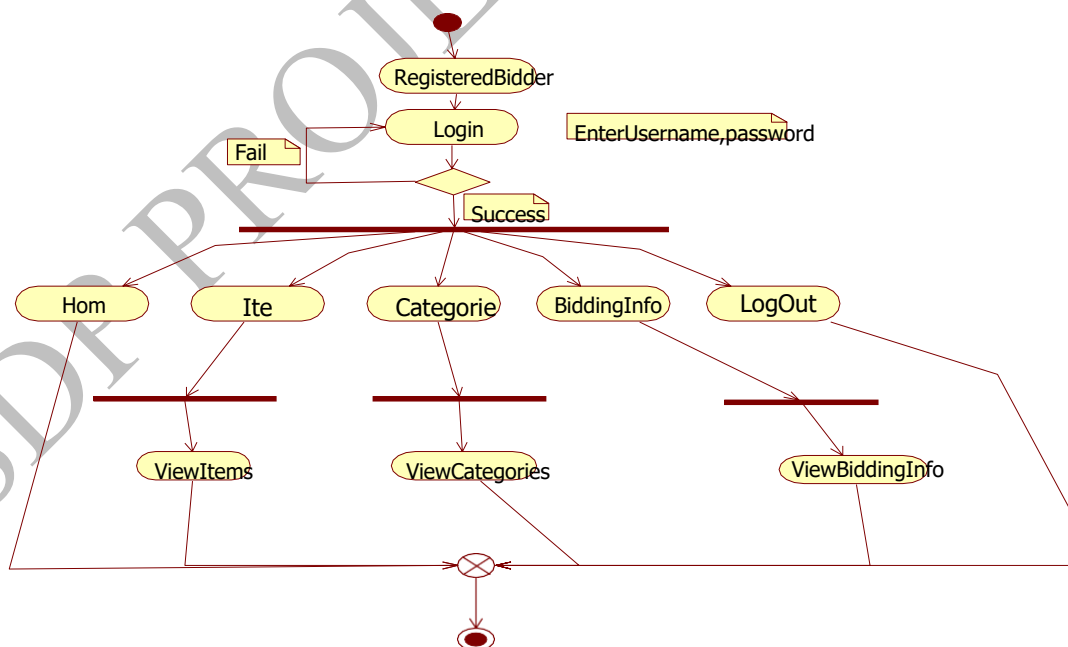 RegisteredBidder
Login
EnterUsername,password
Fail
Success
Hom
Ite
Categorie
BiddingInfo
LogOut
ViewItems
ViewCategories
ViewBiddingInfo